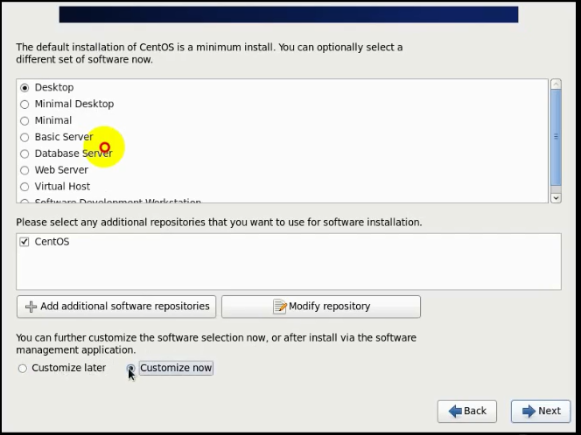 The default installation of CentOS is a minimum install. You can optionally select a
different set of software now.
Desktop
Minimal Desktop
Minimal
Basic Server
Database Server
Web Server
Virtual Host
Software Development Workstation
Please select any additional repositories that you want to use for software installation.
CentOS
Add additional software repositories
Modify repository
You can further customize the software selection now, or after install via the software
management application.
Customize later
Customize now
Back
Next